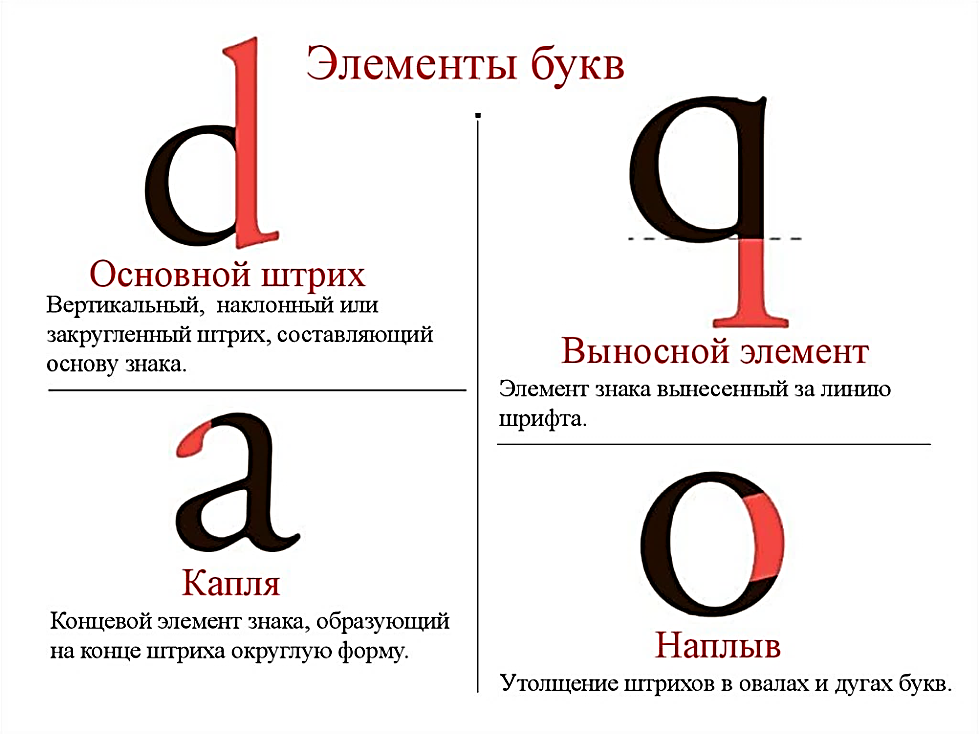 Элементы букв
d
Основной штрих
Вертикальный, наклонный или
закругленный штрих, составляющий
основу знака.
q
Выносной элемент
Элемент знака вынесенный за линию
шрифта.
a
Капля
Концевой элемент знака, образующий
на конце штриха округлую форму.
o
Наплыв
Утолщение штрихов в овалах и дугах букв.